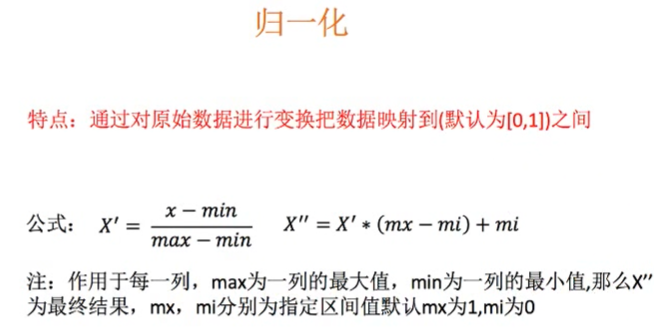 归一化
特点：通过对原始数据进行变换把数据映射到(默认为[0,1])之间
公式： X′ = (x − min)/(max − min) X′′ = X′ ∗ (mx − mi) + mi
注：作用于每一列，max为一列的最大值，min为一列的最小值,那么X′′
为最终结果，mx，mi分别为指定区间值默认mx为1,mi为0